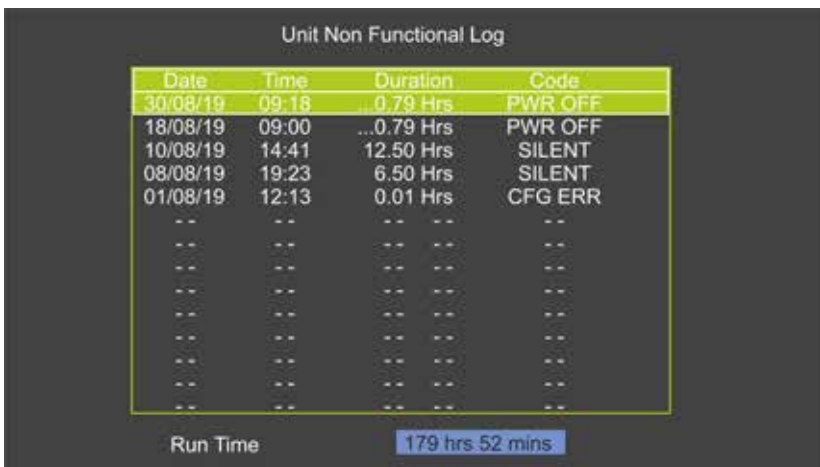 Unit Non Functional Log
Date Time Duration Code
30/08/19 09:18 ...0.79 Hrs PWR OFF
18/08/19 09:00 ...0.79 Hrs PWR OFF
10/08/19 14:41 12.50 Hrs SILENT
08/08/19 19:23 6.50 Hrs SILENT
01/08/19 12:13 0.01 Hrs CFG ERR
- - - - - - - - - -
- - - - - - - - - -
- - - - - - - - - -
- - - - - - - - - -
- - - - - - - - - -
- - - - - - - - - -
- - - - - - - - - -
- - - - - - - - - -
- - - - - - - - - -
Run Time 179 hrs 52 mins